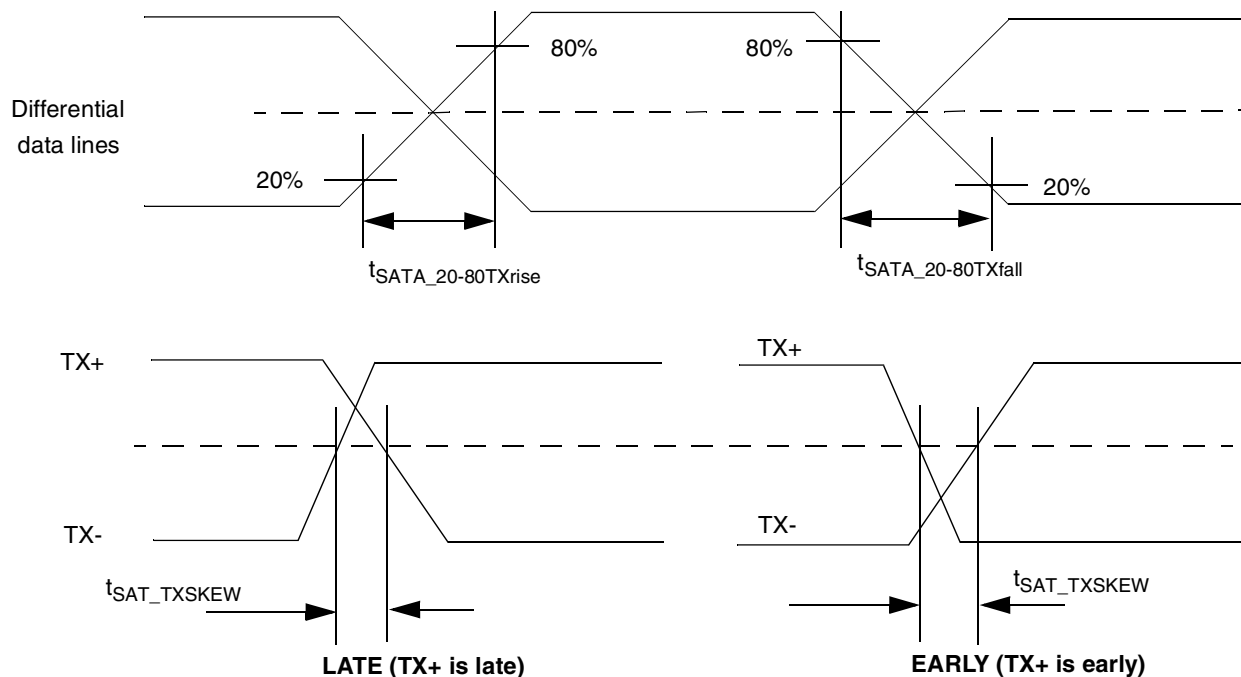 80%
80%
Differential
data lines
20%
20%
tSATA_20-80TXrise
tSATA_20-80TXfall
TX+
TX+
TX-
TX-
tSAT_TXSKEW
tSAT_TXSKEW
LATE (TX+ is late)
EARLY (TX+ is early)